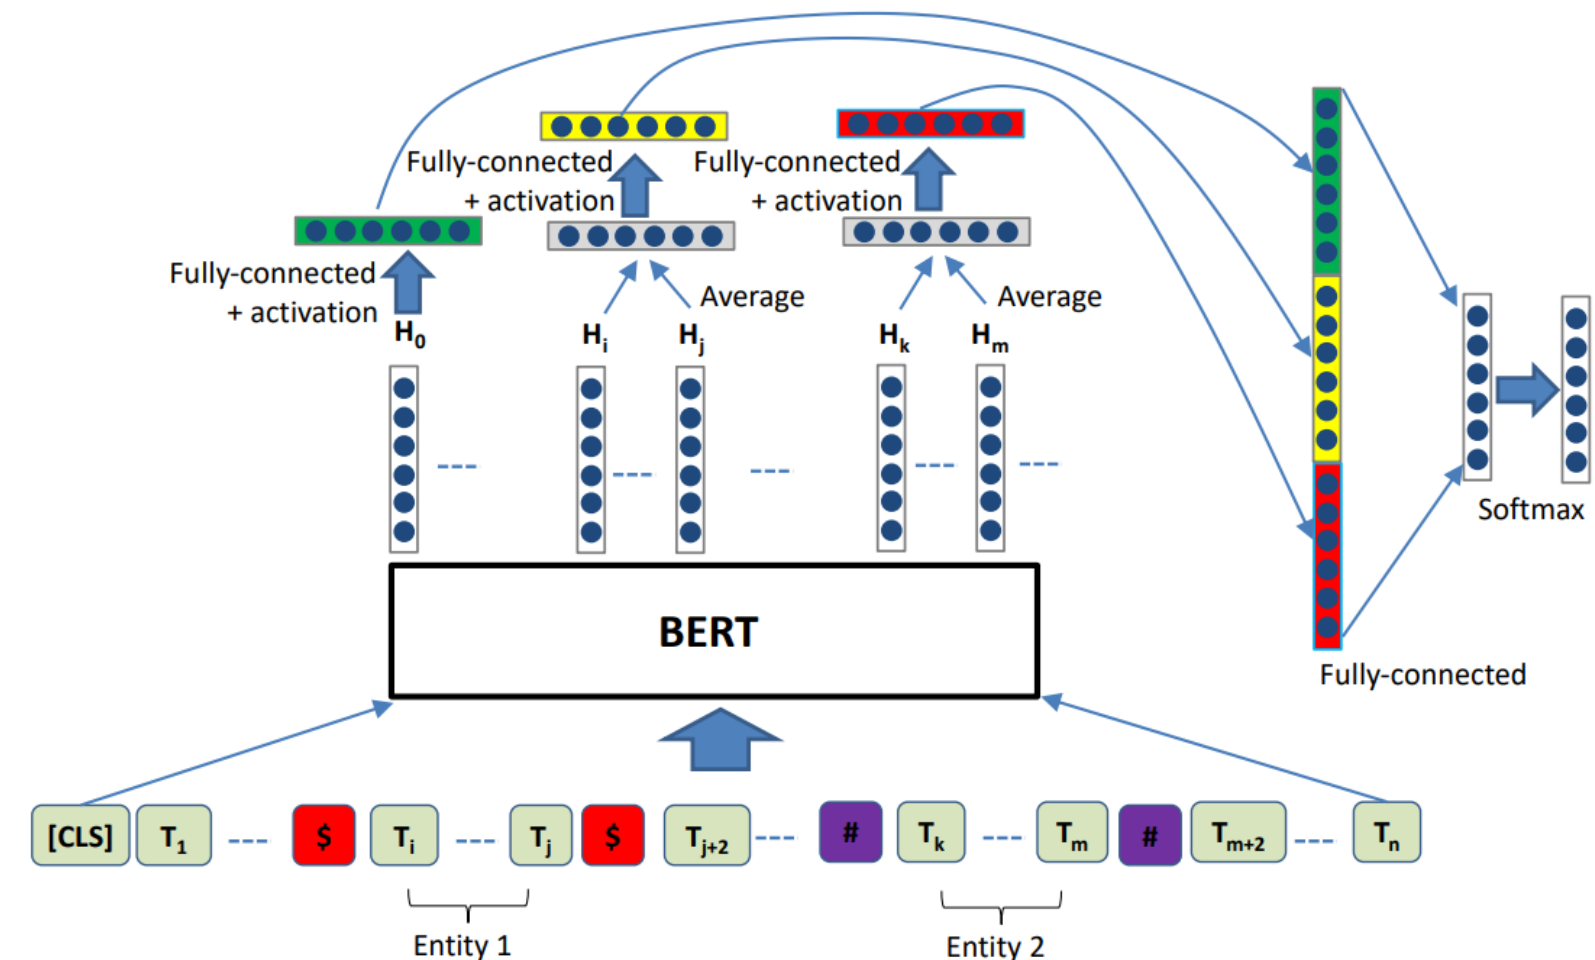 Fully-connected
+ activation
Fully-connected
+ activation
Fully-connected
+ activation
Average
Average
H0
Hi
Hj
Hk
Hm
BERT
Softmax
Fully-connected
[CLS] T1 $ Ti Tj $ Tj+2 # Tk Tm # Tm+2 Tn
Entity 1
Entity 2